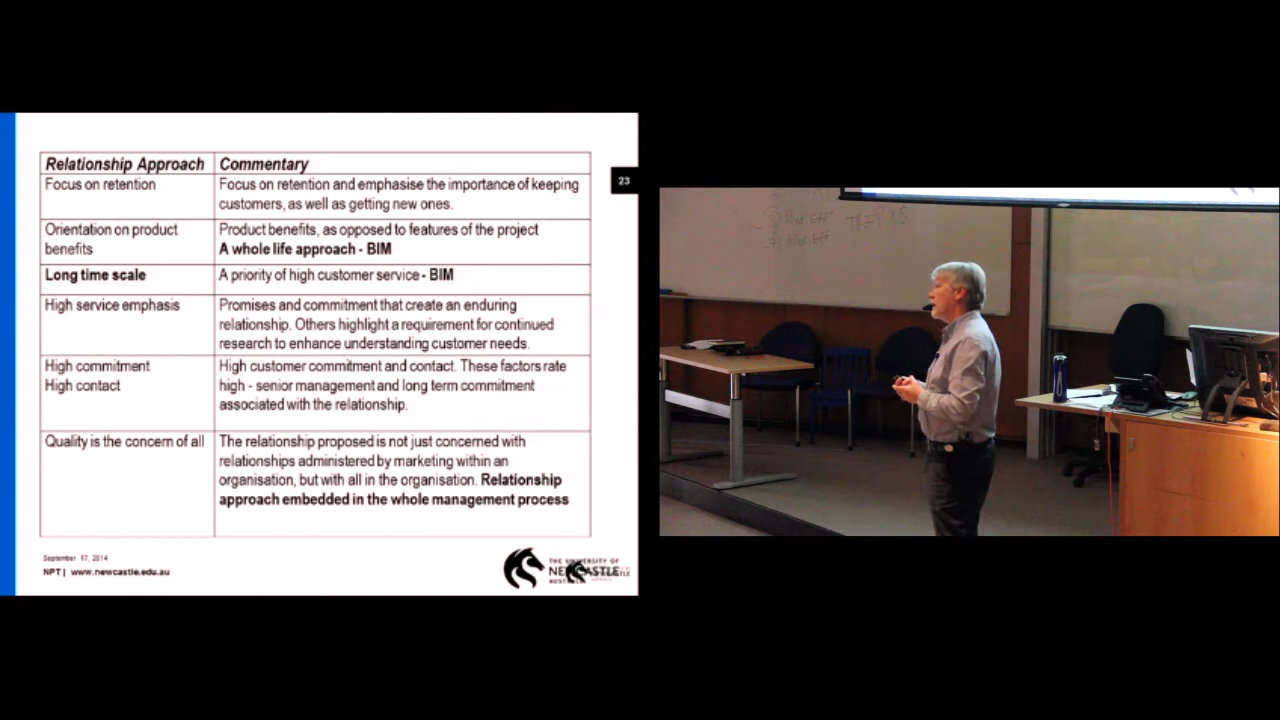 Relationship Approach
Commentary
Focus on retention
Focus on retention and emphasise the importance of keeping
customers, as well as getting new ones.
Orientation on product
benefits
Product benefits, as opposed to features of the project
A whole life approach - BIM
Long time scale
A priority of high customer service - BIM
High service emphasis
Promises and commitment that create an enduring
relationship. Others highlight a requirement for continued
research to enhance understanding customer needs.
High commitment
High contact
High customer commitment and contact. These factors rate
high - senior management and long term commitment
associated with the relationship.
Quality is the concern of all
The relationship proposed is not just concerned with
relationships administered by marketing within an
organisation, but with all in the organisation. Relationship
approach embedded in the whole management process
23
September 17, 2014
NPT | www.newcastle.edu.au
THE UNIVERSITY OF
NEWCASTLE
AUSTRALIA